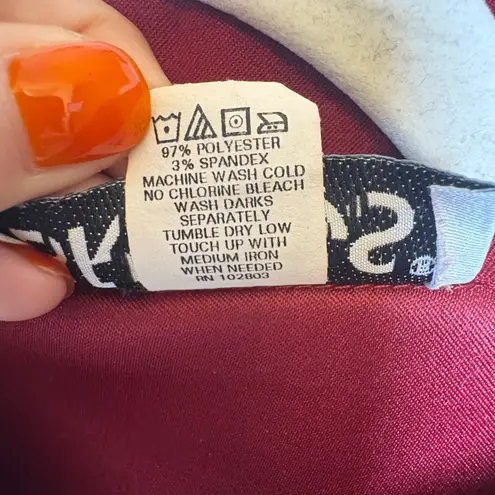 97% POLYESTER
3% SPANDEX
MACHINE WASH COLD
NO CHLORINE BLEACH
WASH DARKS
SEPARATELY
TUMBLE DRY LOW
TOUCH UP WITH
MEDIUM IRON
WHEN NEEDED
RN 102803